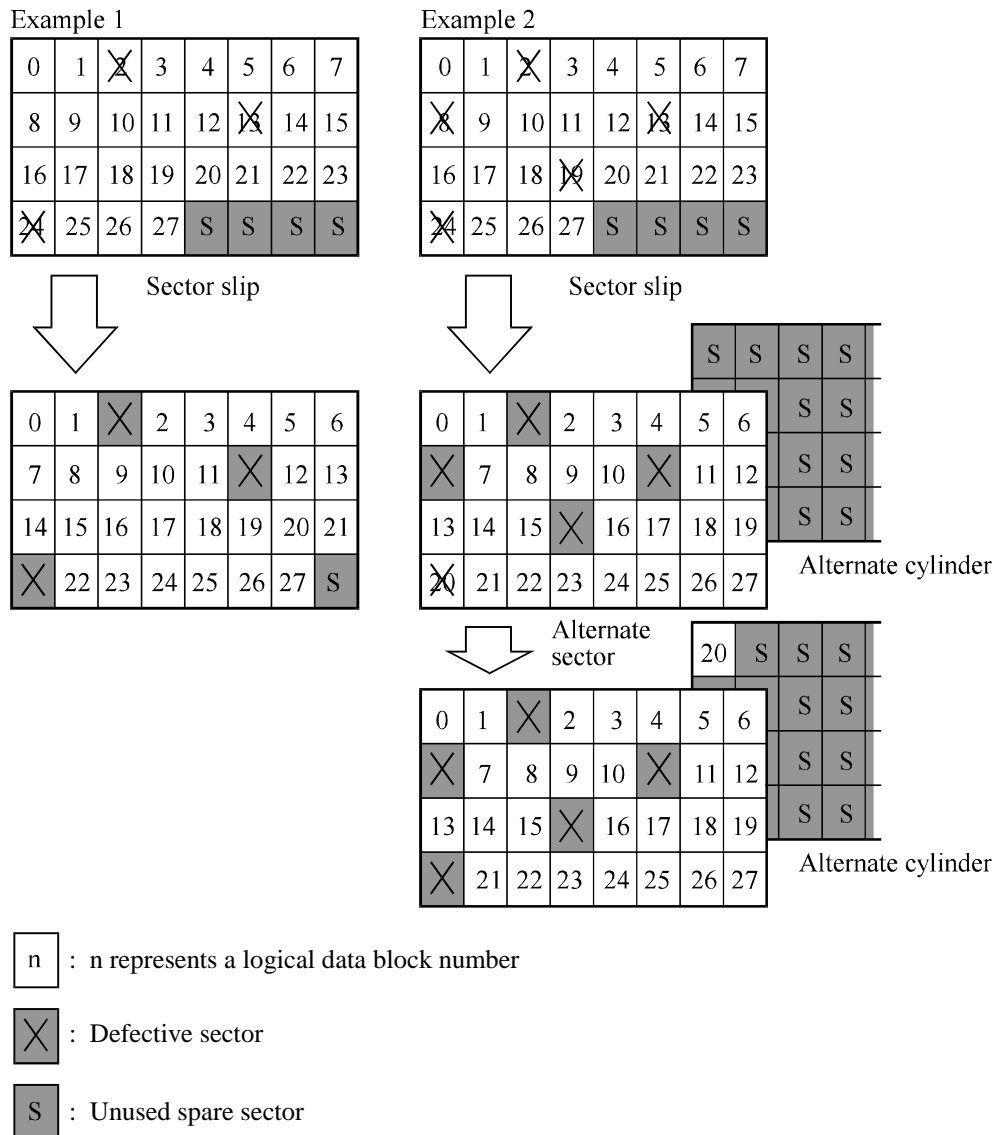 Example 1
0 1 2 3 4 5 6 7
8 9 10 11 12 13 14 15
16 17 18 19 20 21 22 23
24 25 26 27 S S S S
Sector slip
0 1 X 2 3 4 5 6
7 8 9 10 11 X 12 13
14 15 16 17 18 19 20 21
X 22 23 24 25 26 27 S
Example 2
0 1 2 3 4 5 6 7
8 9 10 11 12 13 14 15
16 17 18 19 20 21 22 23
24 25 26 27 S S S S
Sector slip
S S S S
0 1 X 2 3 4 5 6 S S
X 7 8 9 10 X 11 12 S S
13 14 15 X 16 17 18 19 S S
20 21 22 23 24 25 26 27
Alternate cylinder
Alternate
sector
20 S S S
0 1 X 2 3 4 5 6 S S
X 7 8 9 10 X 11 12 S S
13 14 15 X 16 17 18 19 S S
X 21 22 23 24 25 26 27
Alternate cylinder
n : n represents a logical data block number
X : Defective sector
S : Unused spare sector